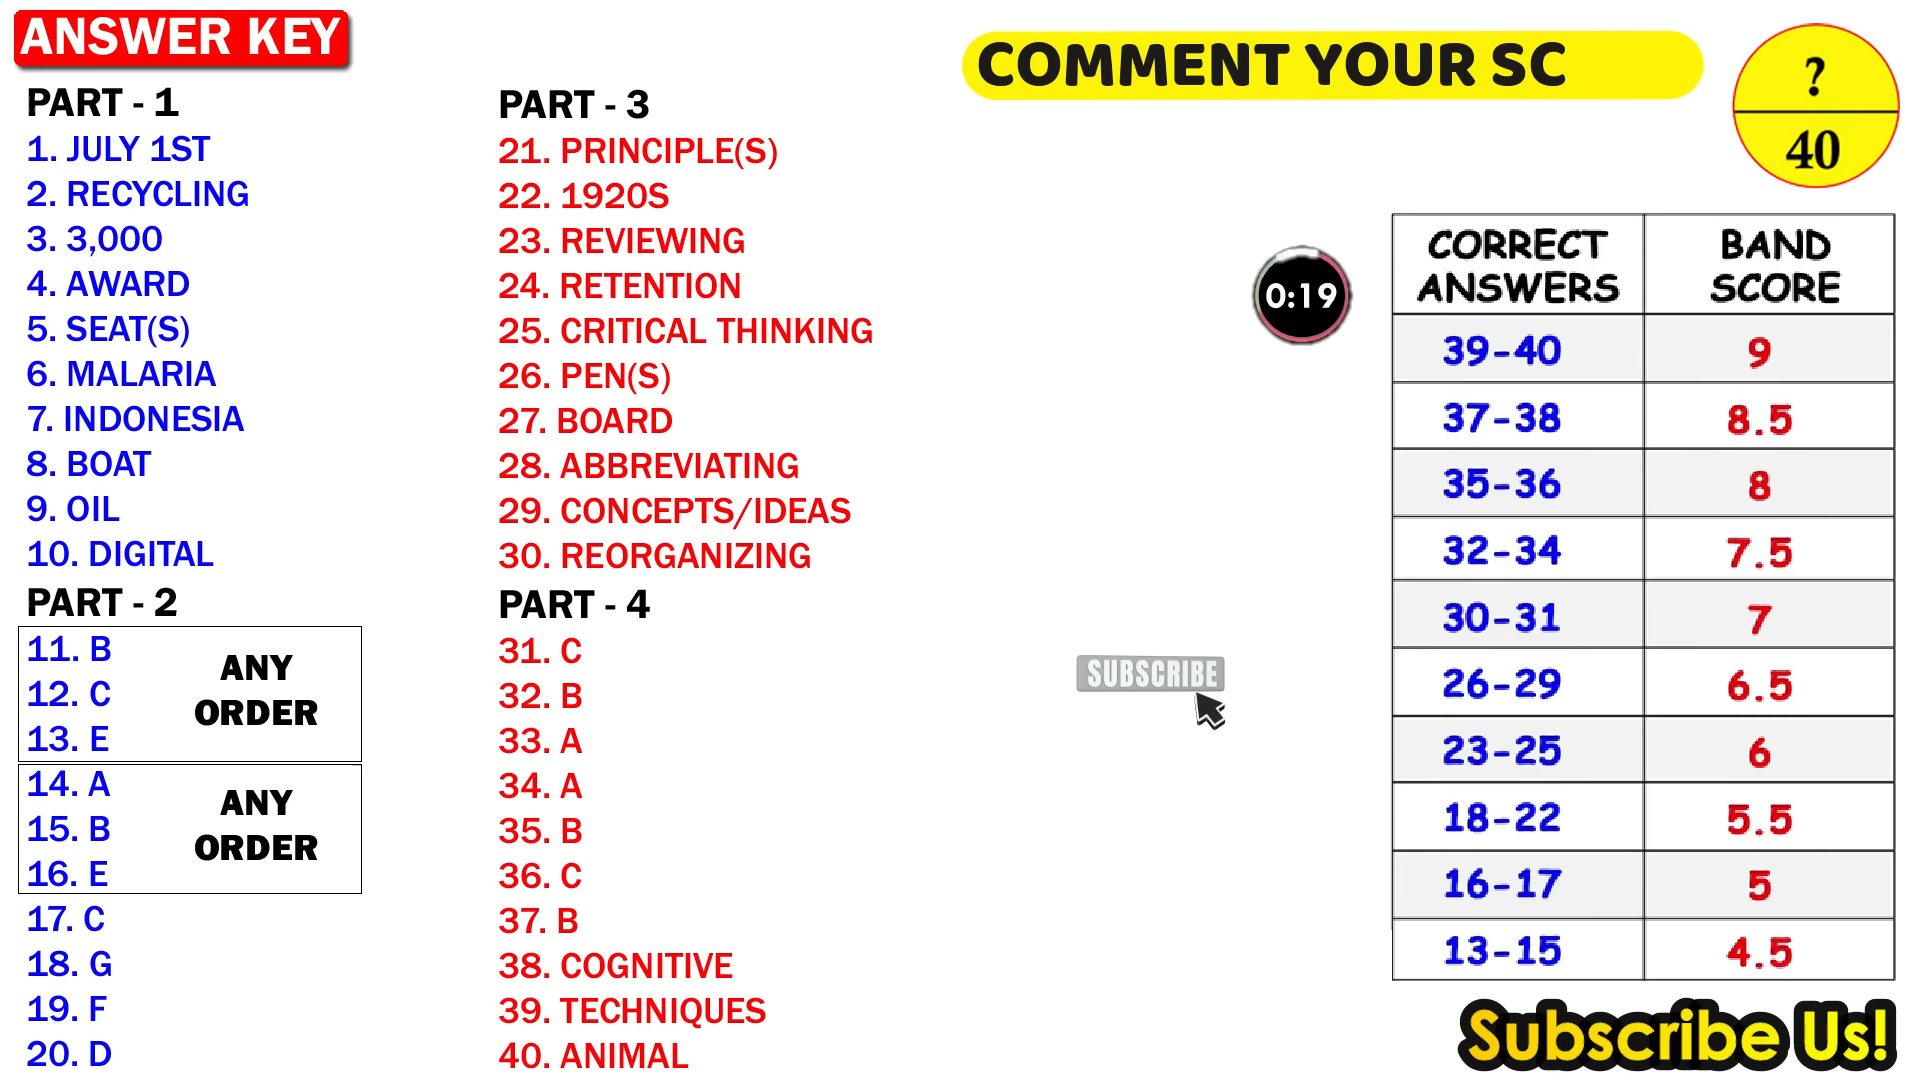 ANSWER KEY
PART - 1
1. JULY 1ST
2. RECYCLING
3. 3,000
4. AWARD
5. SEAT(S)
6. MALARIA
7. INDONESIA
8. BOAT
9. OIL
10. DIGITAL
PART - 2
11. B
12. C
13. E
ANY
ORDER
14. A
15. B
16. E
ANY
ORDER
17. C
18. G
19. F
20. D
PART - 3
21. PRINCIPLE(S)
22. 1920S
23. REVIEWING
24. RETENTION
25. CRITICAL THINKING
26. PEN(S)
27. BOARD
28. ABBREVIATING
29. CONCEPTS/IDEAS
30. REORGANIZING
PART - 4
31. C
32. B
33. A
34. A
35. B
36. C
37. B
38. COGNITIVE
39. TECHNIQUES
40. ANIMAL
COMMENT YOUR SC
?
40
0:19
SUBSCRIBE
CORRECT ANSWERS BAND SCORE
39-40 9
37-38 8.5
35-36 8
32-34 7.5
30-31 7
26-29 6.5
23-25 6
18-22 5.5
16-17 5
13-15 4.5
Subscribe Us!